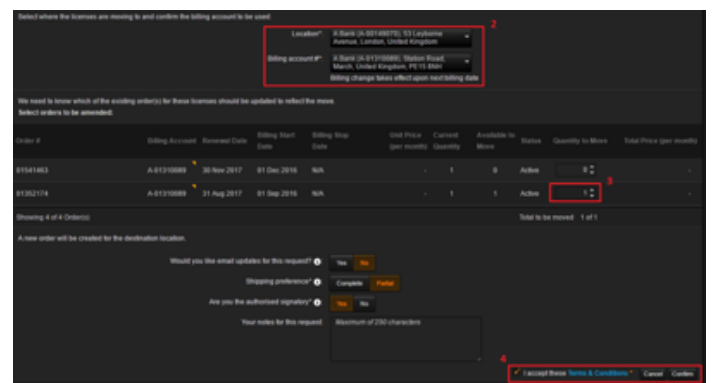 Select where the licenses are moving to and confirm the billing account to be used:
2
Location*: A Bank (A-00149070), 53 Leyborne
Avenue, London, United Kingdom
Billing account #*: A Bank (A-01310089), Station Road,
March, United Kingdom, PE15 8NH
Billing change takes effect upon next billing date
We need to know which of the existing order(s) for these licenses should be updated to reflect the move.
Select orders to be amended:
Order # Billing Account Renewal Date Billing Start Date Billing Stop Date Unit Price (per month) Current Quantity Available to Move Status Quantity to Move Total Price (per month)
01541463 A-01310089 30 Nov 2017 01 Dec 2016 N/A - 1 0 Active 0 -
3
01352174 A-01310089 31 Aug 2017 01 Sep 2016 N/A - 1 1 Active 1 -
Showing 4 of 4 Order(s) Total to be moved 1 of 1
A new order will be created for the destination location.
Would you like email updates for this request? Yes No
Shipping preference* Complete Partial
Are you the authorised signatory* Yes No
Your notes for this request: Maximum of 250 characters
4
I accept these Terms & Conditions * Cancel Confirm